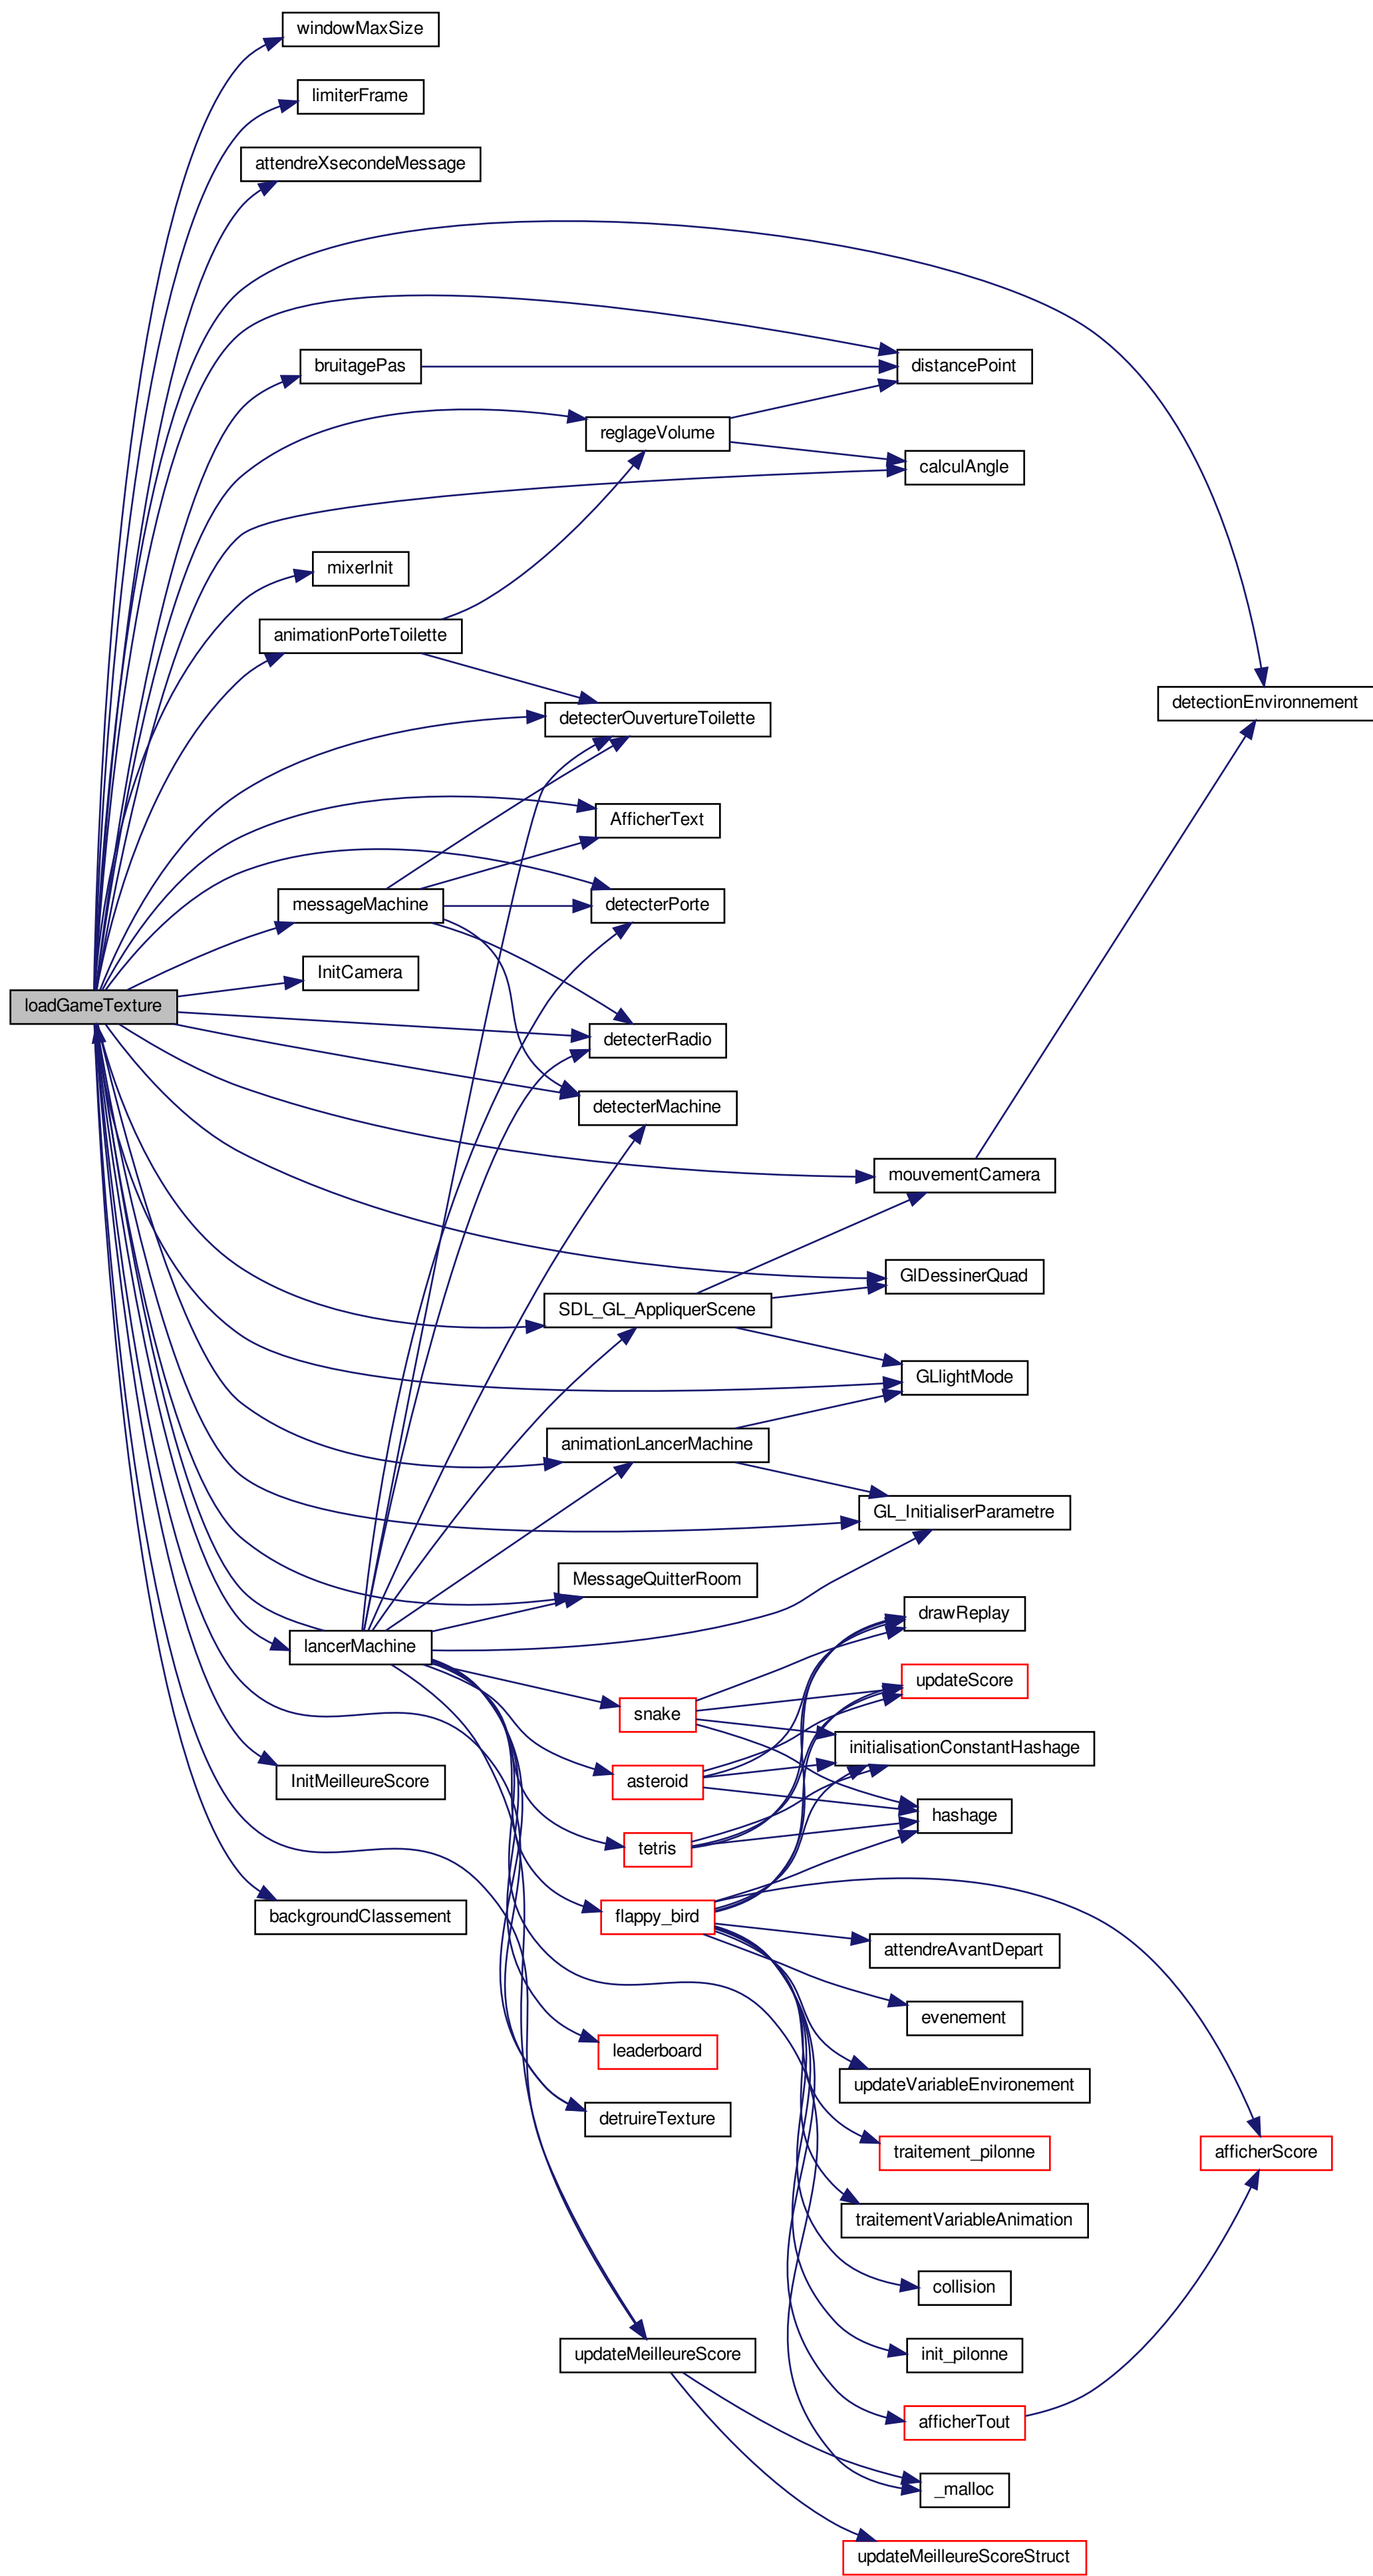 windowMaxSize
limiterFrame
attendreXsecondeMessage
bruitagePas
distancePoint
reglageVolume
calculAngle
mixerInit
animationPorteToilette
detectionEnvironnement
detecterOuvertureToilette
AfficherText
messageMachine
detecterPorte
InitCamera
loadGameTexture
detecterRadio
detecterMachine
mouvementCamera
GlDessinerQuad
SDL_GL_AppliquerScene
GLlightMode
animationLancerMachine
GL_InitialiserParametre
MessageQuitterRoom
drawReplay
lancerMachine
updateScore
snake
initialisationConstantHashage
InitMeilleureScore
asteroid
hashage
tetris
backgroundClassement
flappy_bird
attendreAvantDepart
evenement
leaderboard
updateVariableEnvironement
detruireTexture
traitement_pilonne
afficherScore
traitementVariableAnimation
collision
updateMeilleureScore
init_pilonne
afficherTout
_malloc
updateMeilleureScoreStruct